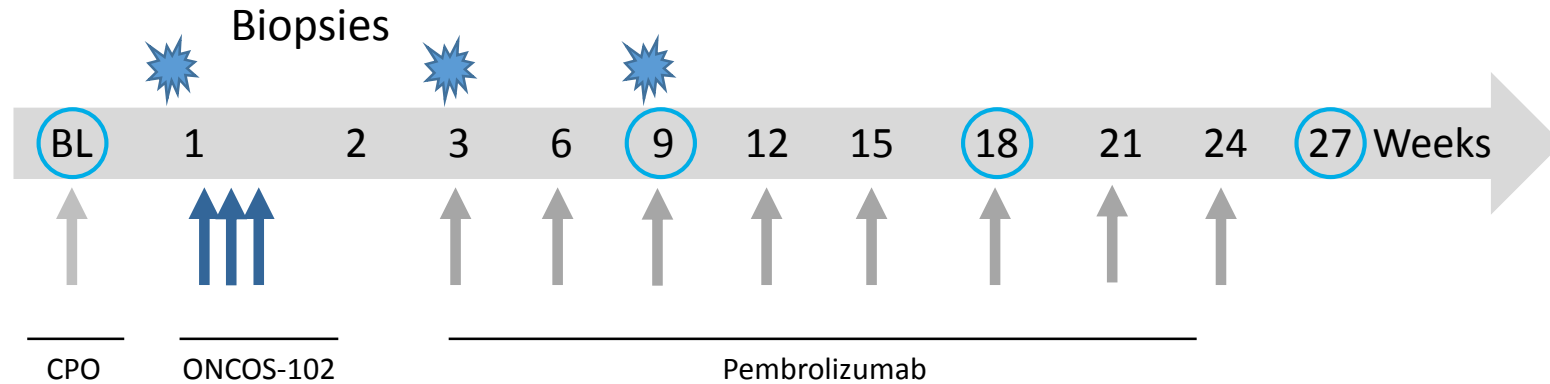 Biopsies
BL 1 2 3 6 9 12 15 18 21 24 27 Weeks
CPO ONCOS-102 Pembrolizumab